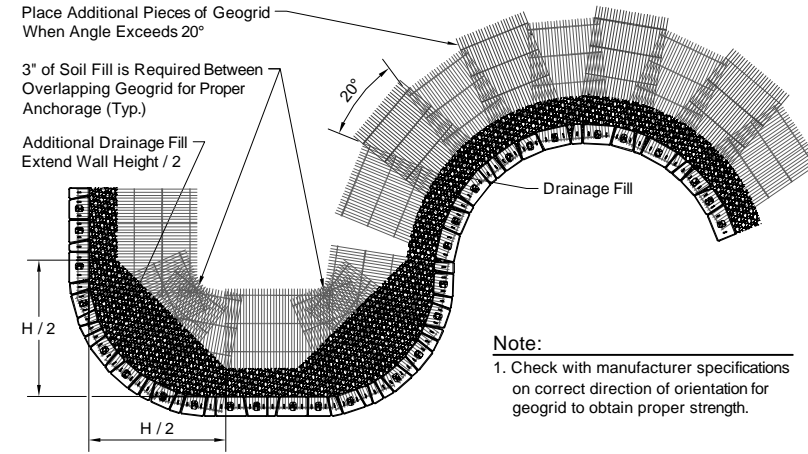 Place Additional Pieces of Geogrid
When Angle Exceeds 20°
3" of Soil Fill is Required Between
Overlapping Geogrid for Proper
Anchorage (Typ.)
Additional Drainage Fill
Extend Wall Height / 2
20°
Drainage Fill
H / 2
H / 2
Note:
1. Check with manufacturer specifications
on correct direction of orientation for
geogrid to obtain proper strength.